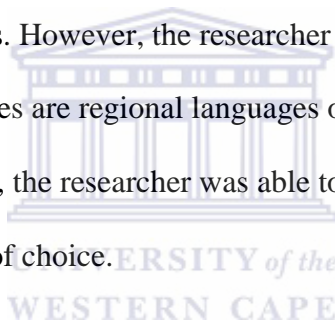 s. However, the researcher
es are regional languages o
, the researcher was able to
of choice.
UNIVERSITY of the
WESTERN CAPE